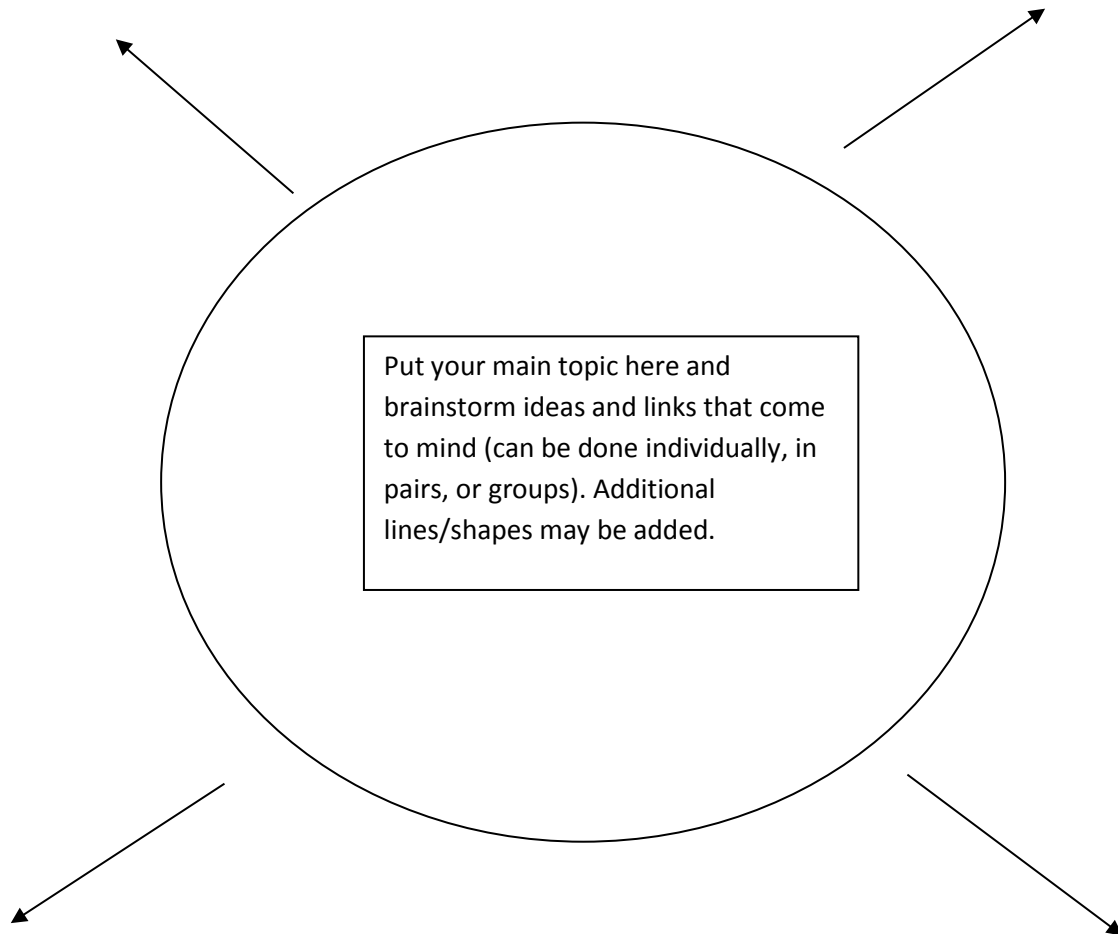 Put your main topic here and
brainstorm ideas and links that come
to mind (can be done individually, in
pairs, or groups). Additional
lines/shapes may be added.